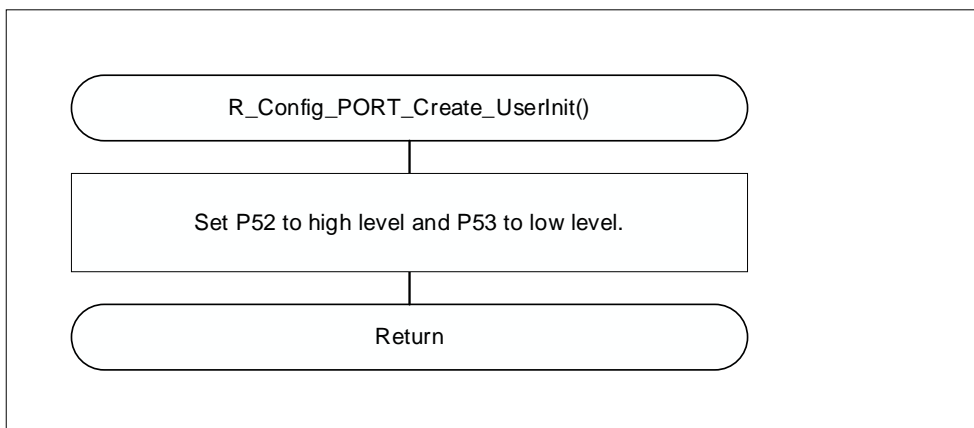 R_Config_PORT_Create_UserInit()
Set P52 to high level and P53 to low level.
Return